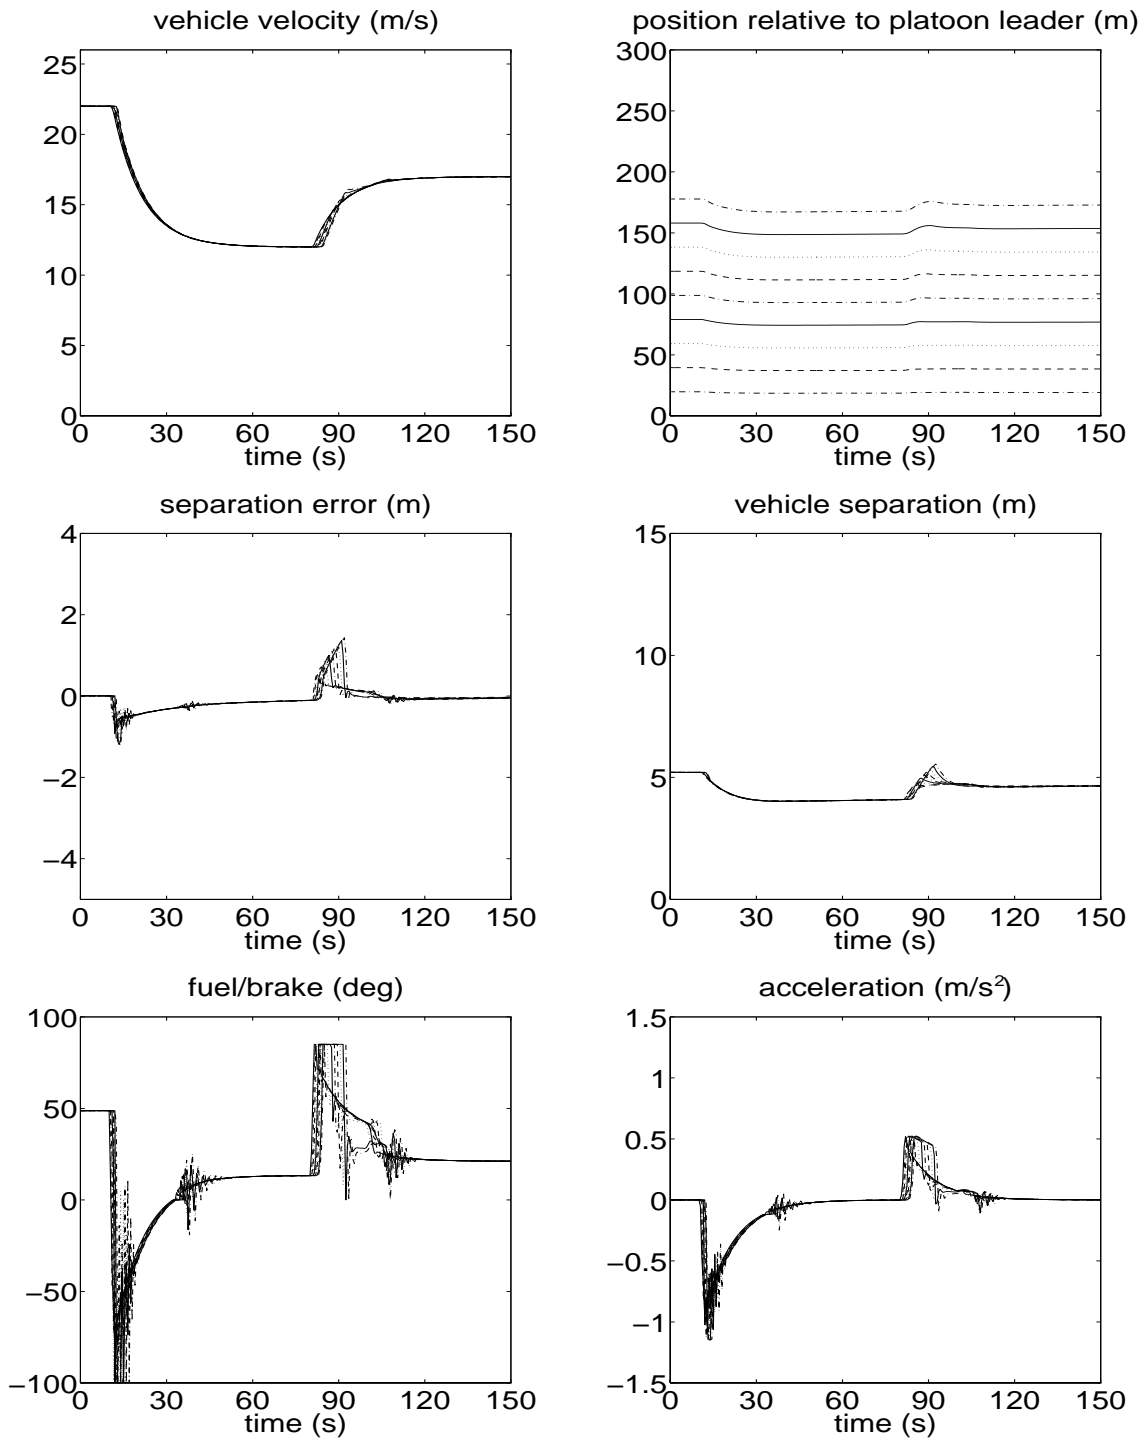 vehicle velocity (m/s)
25
20
15
10
5
0
0 30 60 90 120 150
time (s)
position relative to platoon leader (m)
300
250
200
150
100
50
0
0 30 60 90 120 150
time (s)
separation error (m)
4
2
0
−2
−4
0 30 60 90 120 150
time (s)
vehicle separation (m)
15
10
5
0
0 30 60 90 120 150
time (s)
fuel/brake (deg)
100
50
0
−50
−100
0 30 60 90 120 150
time (s)
acceleration (m/s²)
1.5
1
0.5
0
−0.5
−1
−1.5
0 30 60 90 120 150
time (s)